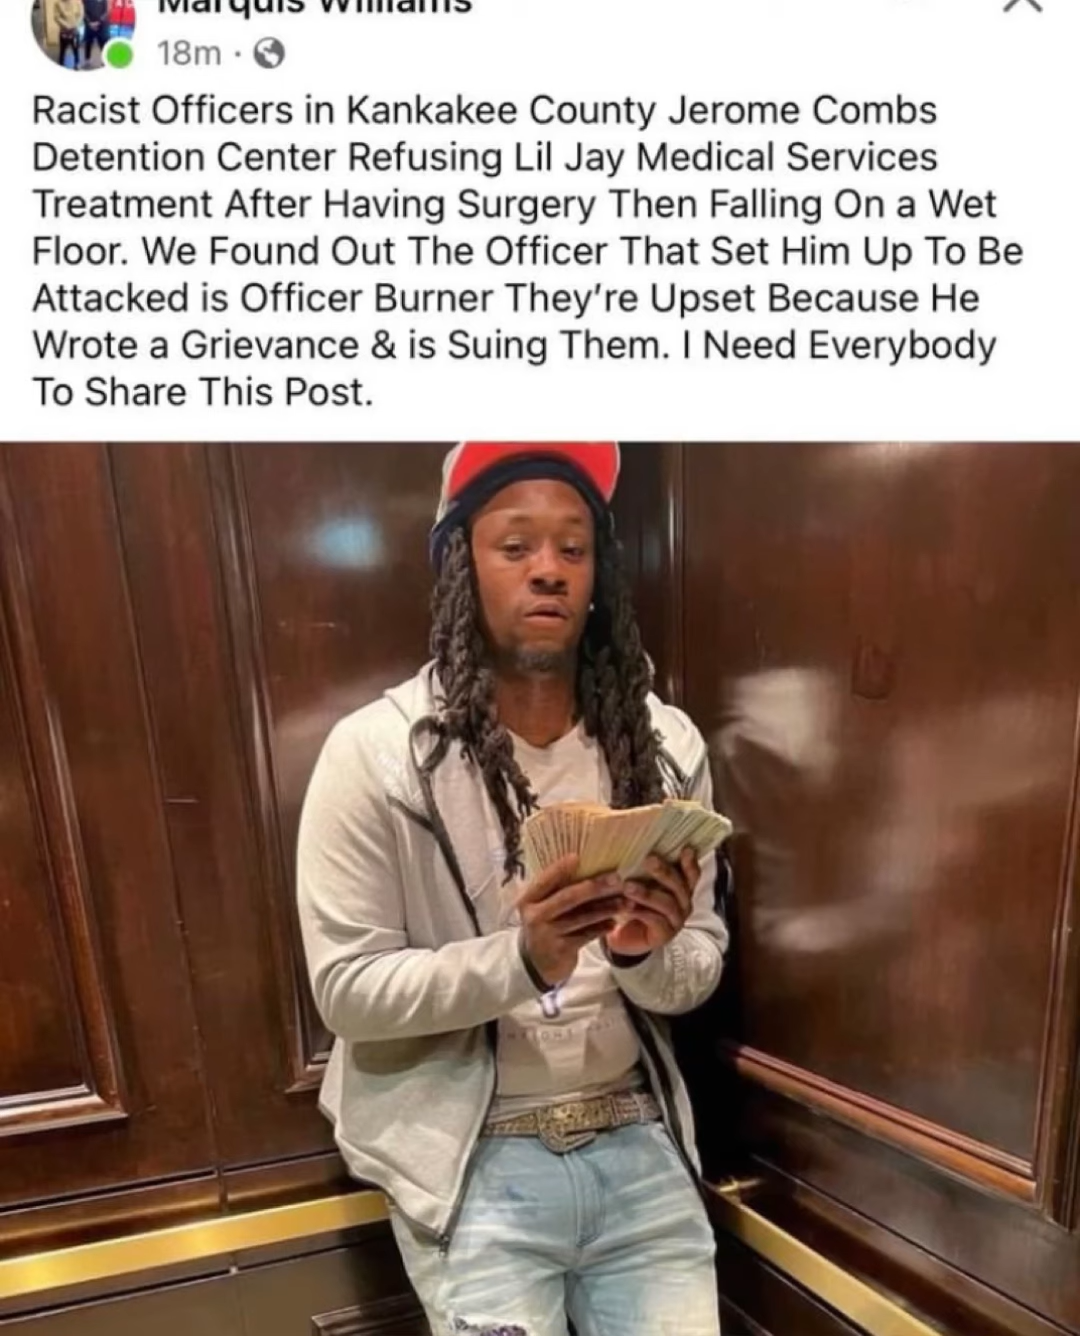 Marquis Williams
18m ·
Racist Officers in Kankakee County Jerome Combs
Detention Center Refusing Lil Jay Medical Services
Treatment After Having Surgery Then Falling On a Wet
Floor. We Found Out The Officer That Set Him Up To Be
Attacked is Officer Burner They’re Upset Because He
Wrote a Grievance & is Suing Them. I Need Everybody
To Share This Post.